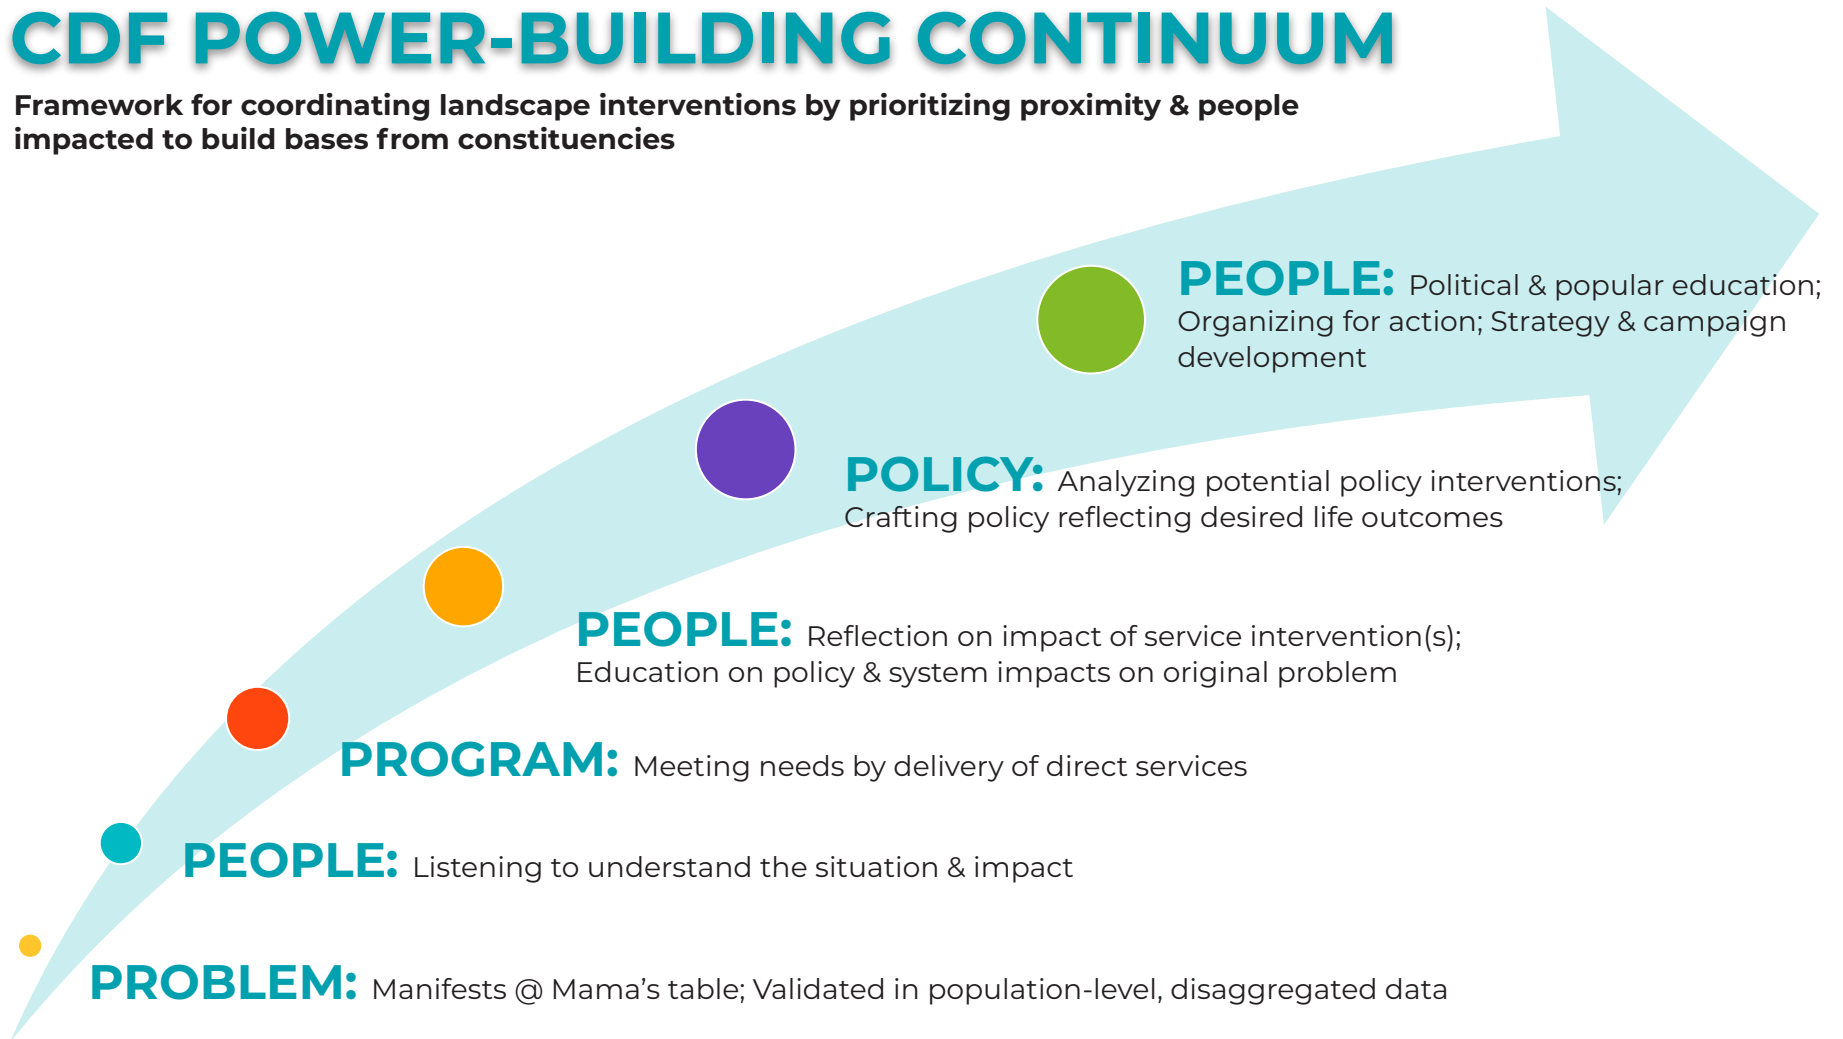 CDF POWER-BUILDING CONTINUUM
Framework for coordinating landscape interventions by prioritizing proximity & people
impacted to build bases from constituencies
PEOPLE: Political & popular education;
Organizing for action; Strategy & campaign
development
POLICY: Analyzing potential policy interventions;
Crafting policy reflecting desired life outcomes
PEOPLE: Reflection on impact of service intervention(s);
Education on policy & system impacts on original problem
PROGRAM: Meeting needs by delivery of direct services
PEOPLE: Listening to understand the situation & impact
PROBLEM: Manifests @ Mama’s table; Validated in population-level, disaggregated data